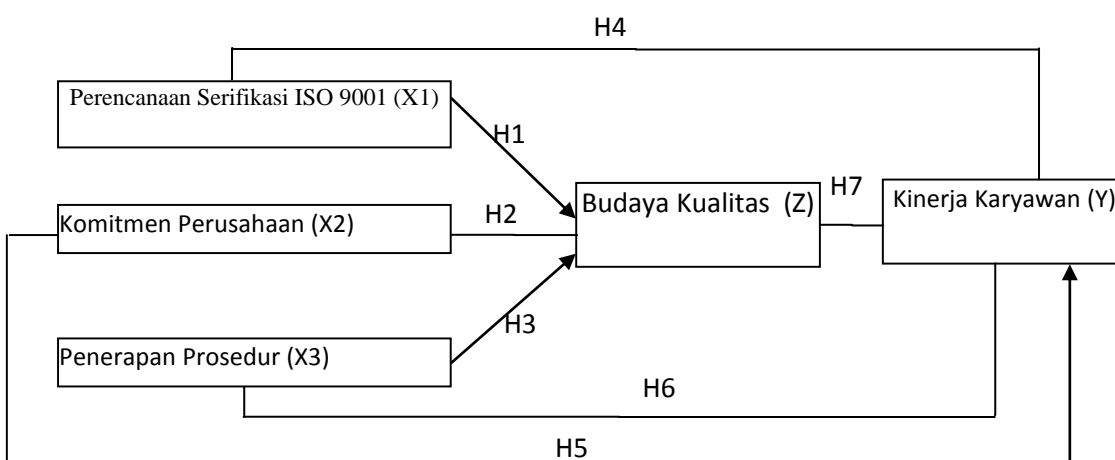 H4
Perencanaan Serifikasi ISO 9001 (X1)
H1
Komitmen Perusahaan (X2)
H2
Budaya Kualitas (Z)
H7
Kinerja Karyawan (Y)
H3
Penerapan Prosedur (X3)
H6
H5